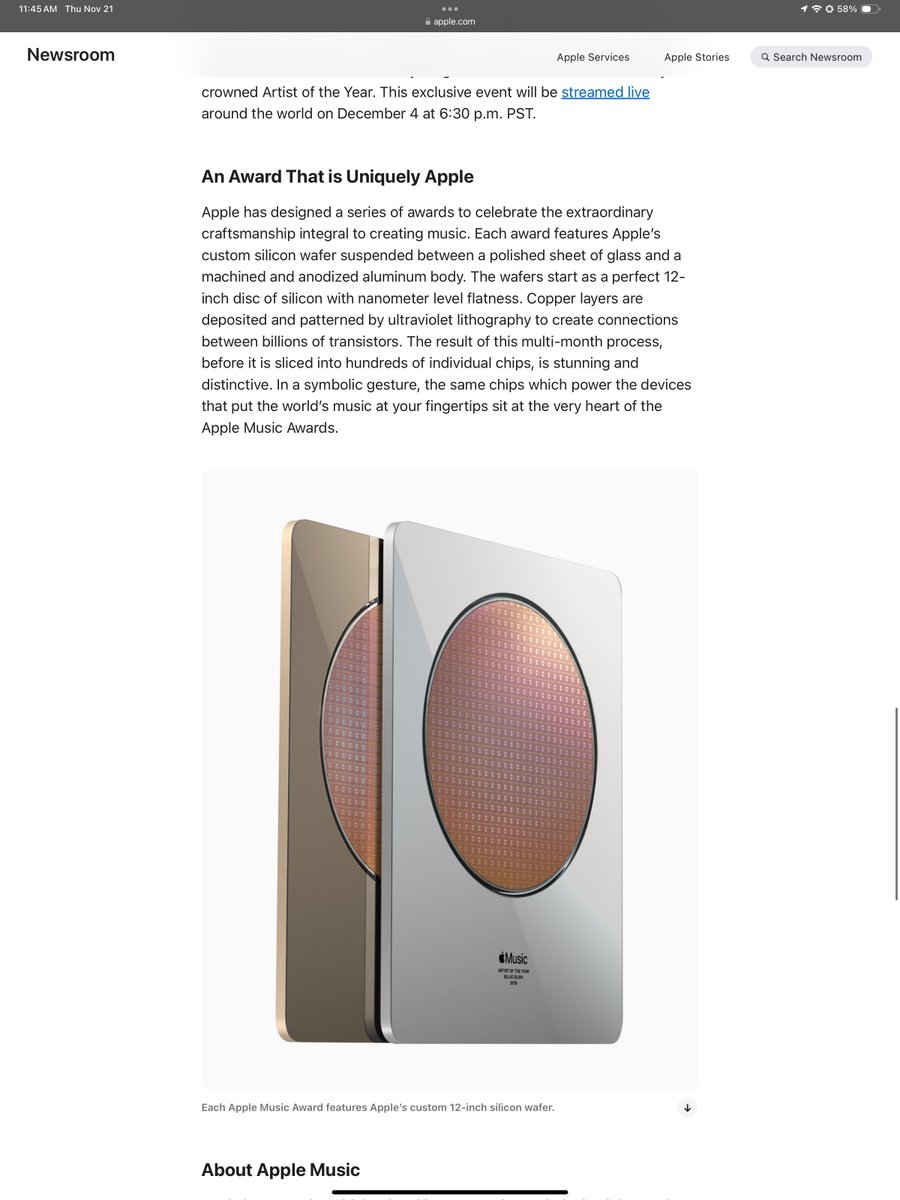 11:45 AM Thu Nov 21
58%
apple.com
Newsroom
Apple Services
Apple Stories
Search Newsroom
crowned Artist of the Year. This exclusive event will be streamed live
around the world on December 4 at 6:30 p.m. PST.
An Award That is Uniquely Apple
Apple has designed a series of awards to celebrate the extraordinary
craftsmanship integral to creating music. Each award features Apple’s
custom silicon wafer suspended between a polished sheet of glass and a
machined and anodized aluminum body. The wafers start as a perfect 12-
inch disc of silicon with nanometer level flatness. Copper layers are
deposited and patterned by ultraviolet lithography to create connections
between billions of transistors. The result of this multi-month process,
before it is sliced into hundreds of individual chips, is stunning and
distinctive. In a symbolic gesture, the same chips which power the devices
that put the world’s music at your fingertips sit at the very heart of the
Apple Music Awards.
Music
ARTIST OF THE YEAR
BILLIE EILISH
2019
Each Apple Music Award features Apple’s custom 12-inch silicon wafer.
About Apple Music